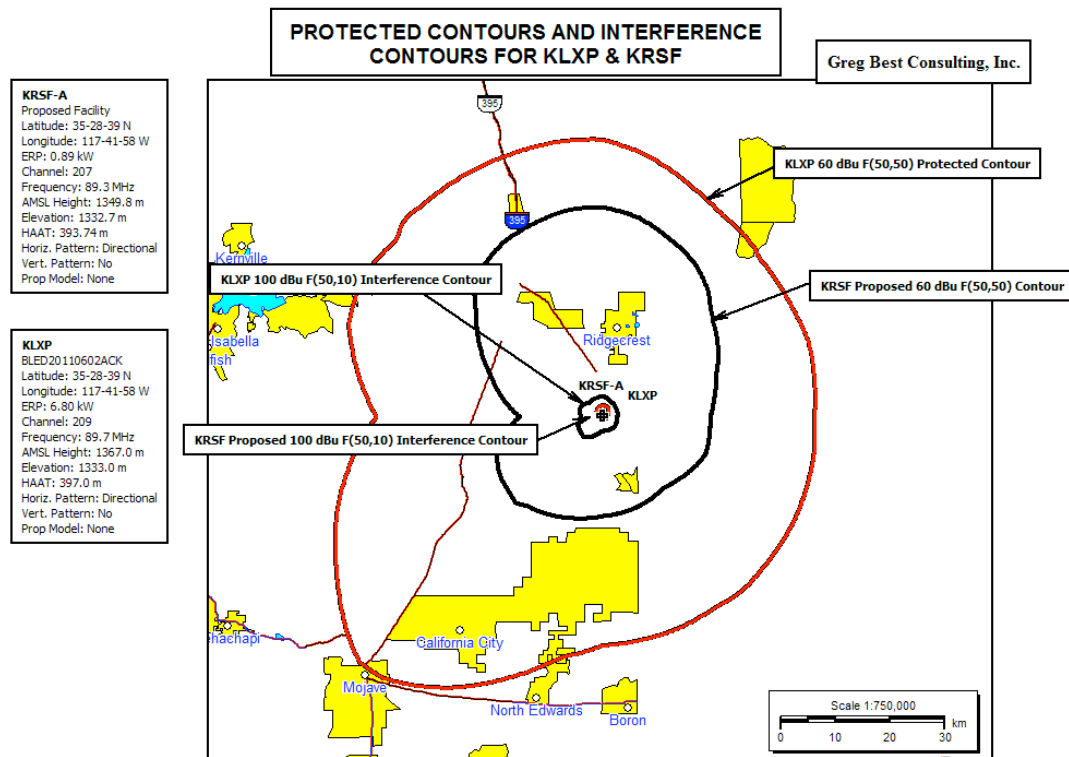 PROTECTED CONTOURS AND INTERFERENCE
CONTOURS FOR KLXP & KRSF
Greg Best Consulting, Inc.
KRSF-A
Proposed Facility
Latitude: 35-28-39 N
Longitude: 117-41-58 W
ERP: 0.89 kW
Channel: 207
Frequency: 89.3 MHz
AMSL Height: 1349.8 m
Elevation: 1332.7 m
HAAT: 393.74 m
Horiz. Pattern: Directional
Vert. Pattern: No
Prop Model: None
KLXP
BLED20110602ACK
Latitude: 35-28-39 N
Longitude: 117-41-58 W
ERP: 6.80 kW
Channel: 209
Frequency: 89.7 MHz
AMSL Height: 1367.0 m
Elevation: 1333.0 m
HAAT: 397.0 m
Horiz. Pattern: Directional
Vert. Pattern: No
Prop Model: None
395
KLXP 60 dBu F(50,50) Protected Contour
395
Kernville
KLXP 100 dBu F(50,10) Interference Contour
KRSF Proposed 60 dBu F(50,50) Contour
Isabella
fish
Ridgecrest
KRSF-A
KLXP
KRSF Proposed 100 dBu F(50,10) Interference Contour
hachapi
California City
Mojave
North Edwards
Boron
Scale 1:750,000
km
0 10 20 30